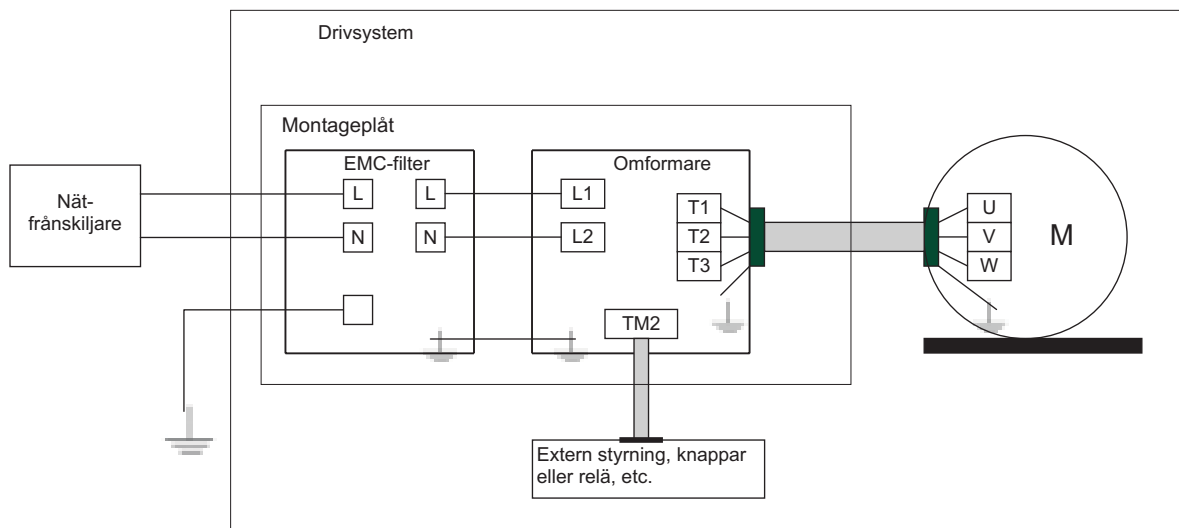 Drivsystem
Montageplåt
EMC-filter
Omformare
Nät-
frånskiljare
L
L
L1
N
N
L2
T1
T2
T3
U
V
W
M
TM2
Extern styrning, knappar
eller relä, etc.